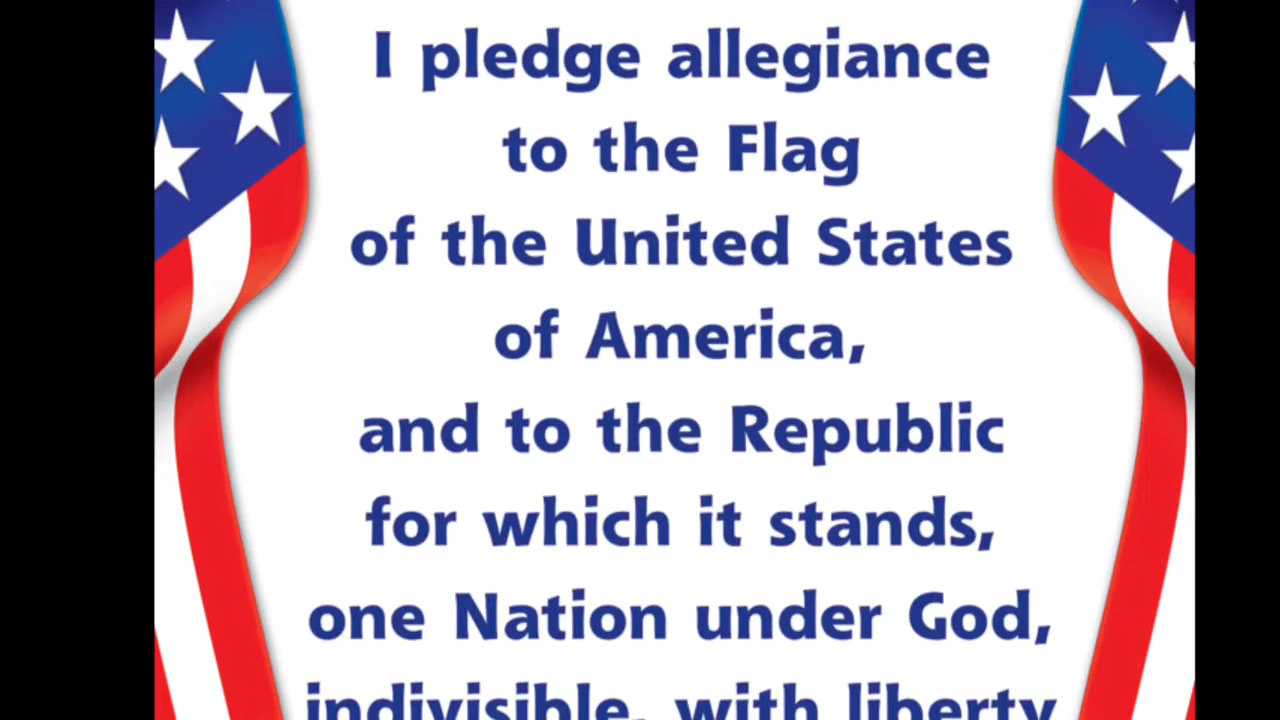 I pledge allegiance
to the Flag
of the United States
of America,
and to the Republic
for which it stands,
one Nation under God,
indivisible, with liberty